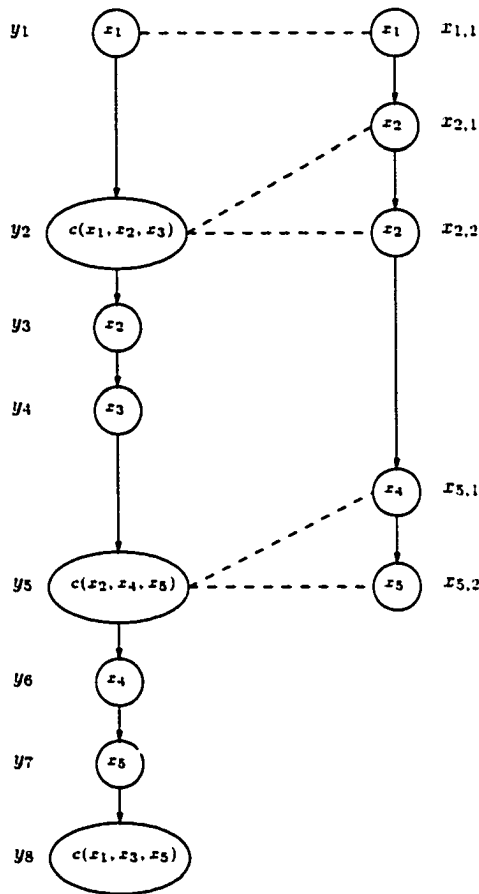 y₁ x₁ x₁ x₁,₁
x₂ x₂,₁
y₂ c(x₁, x₂, x₃) x₂ x₂,₂
y₃ x₂
y₄ x₃
x₄ x₅,₁
y₅ c(x₂, x₄, x₅) x₅ x₅,₂
y₆ x₄
y₇ x₅
y₈ c(x₁, x₃, x₅)